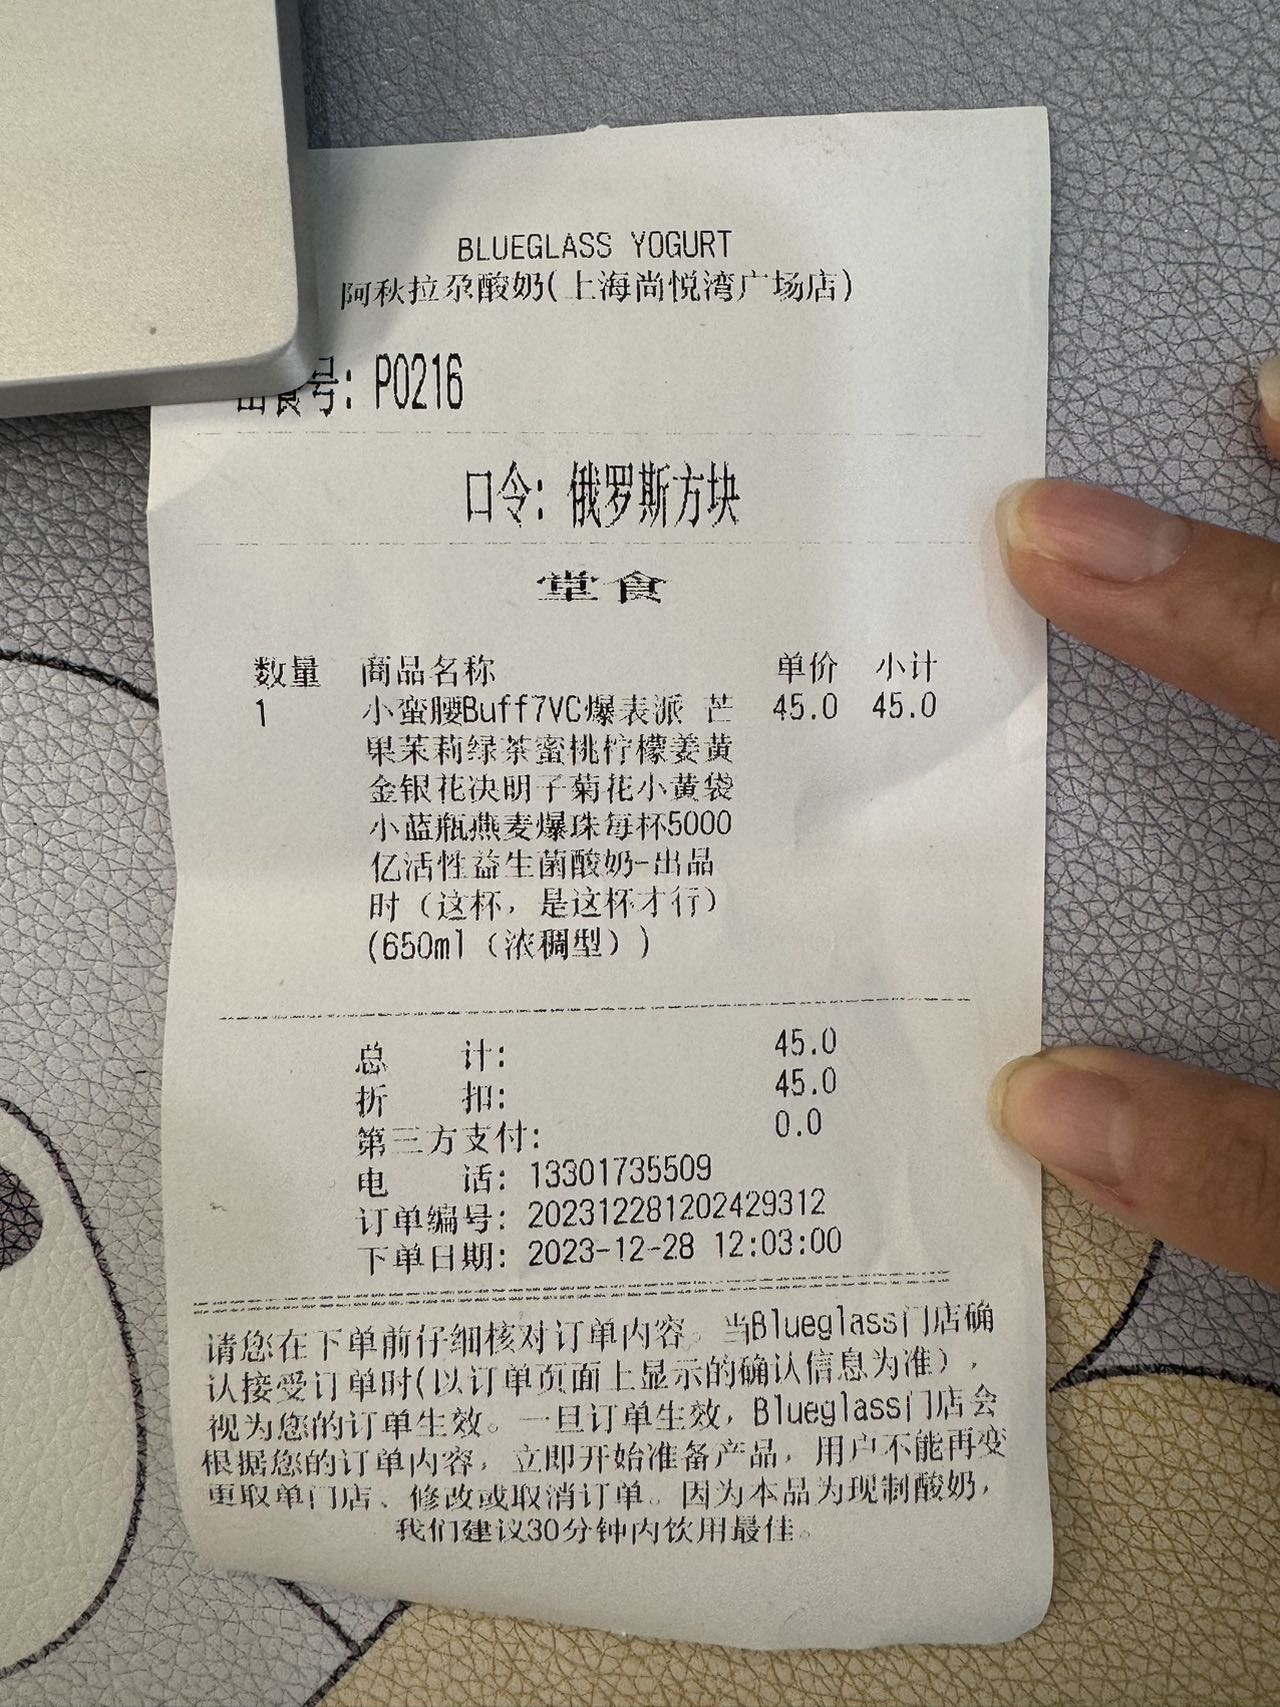 BLUEGLASS YOGURT
阿秋拉尕酸奶(上海尚悦湾广场店)
出食号: P0216
口令: 俄罗斯方块
堂食
数量 商品名称 单价 小计
1 小蛮腰Buff7VC爆表派 芒 45.0 45.0
果茉莉绿茶蜜桃柠檬姜黄
金银花决明子菊花小黄袋
小蓝瓶燕麦爆珠每杯5000
亿活性益生菌酸奶-出品
时（这杯，是这杯才行）
(650ml（浓稠型）)
总 计: 45.0
折 扣: 45.0
第三方支付: 0.0
电 话: 13301735509
订单编号: 202312281202429312
下单日期: 2023-12-28 12:03:00
请您在下单前仔细核对订单内容。当Blueglass门店确
认接受订单时(以订单页面上显示的确认信息为准)，
视为您的订单生效。一旦订单生效，Blueglass门店会
根据您的订单内容，立即开始准备产品，用户不能再变
更取单门店、修改或取消订单。因为本品为现制酸奶，
我们建议30分钟内饮用最佳。